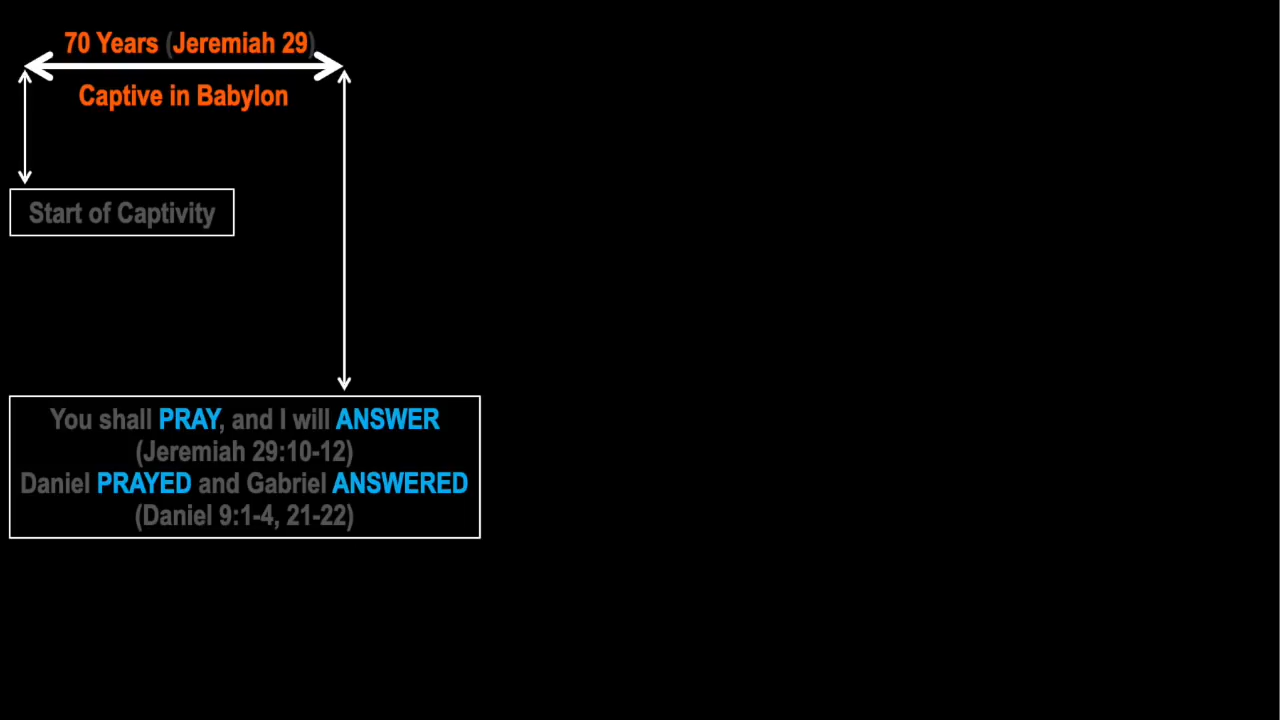 70 Years (Jeremiah 29)
Captive in Babylon
Start of Captivity
You shall PRAY, and I will ANSWER
(Jeremiah 29:10-12)
Daniel PRAYED and Gabriel ANSWERED
(Daniel 9:1-4, 21-22)